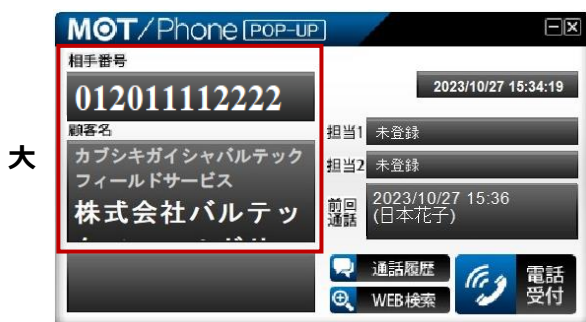 MOT/Phone POP-UP
相手番号
012011112222
顧客名
カブシキガイシャバルテック
フィールドサービス
株式会社バルテッ
大
2023/10/27 15:34:19
担当1 未登録
担当2 未登録
前回通話 2023/10/27 15:36
(日本花子)
通話履歴
WEB検索
電話
受付